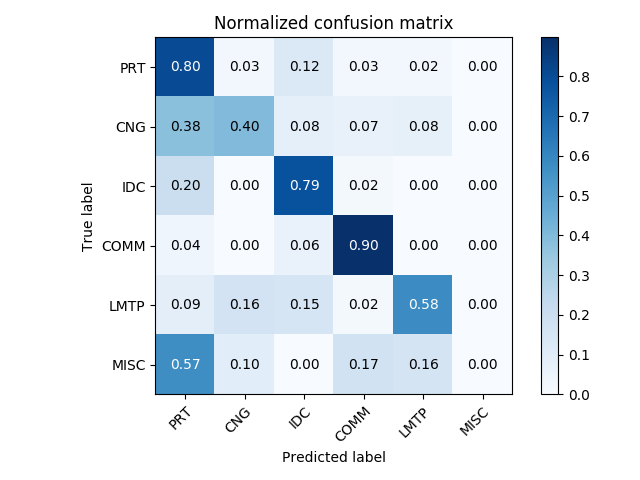 Normalized confusion matrix
True label
PRT 0.80 0.03 0.12 0.03 0.02 0.00
CNG 0.38 0.40 0.08 0.07 0.08 0.00
IDC 0.20 0.00 0.79 0.02 0.00 0.00
COMM 0.04 0.00 0.06 0.90 0.00 0.00
LMTP 0.09 0.16 0.15 0.02 0.58 0.00
MISC 0.57 0.10 0.00 0.17 0.16 0.00
PRT CNG IDC COMM LMTP MISC
Predicted label
0.8
0.7
0.6
0.5
0.4
0.3
0.2
0.1
0.0